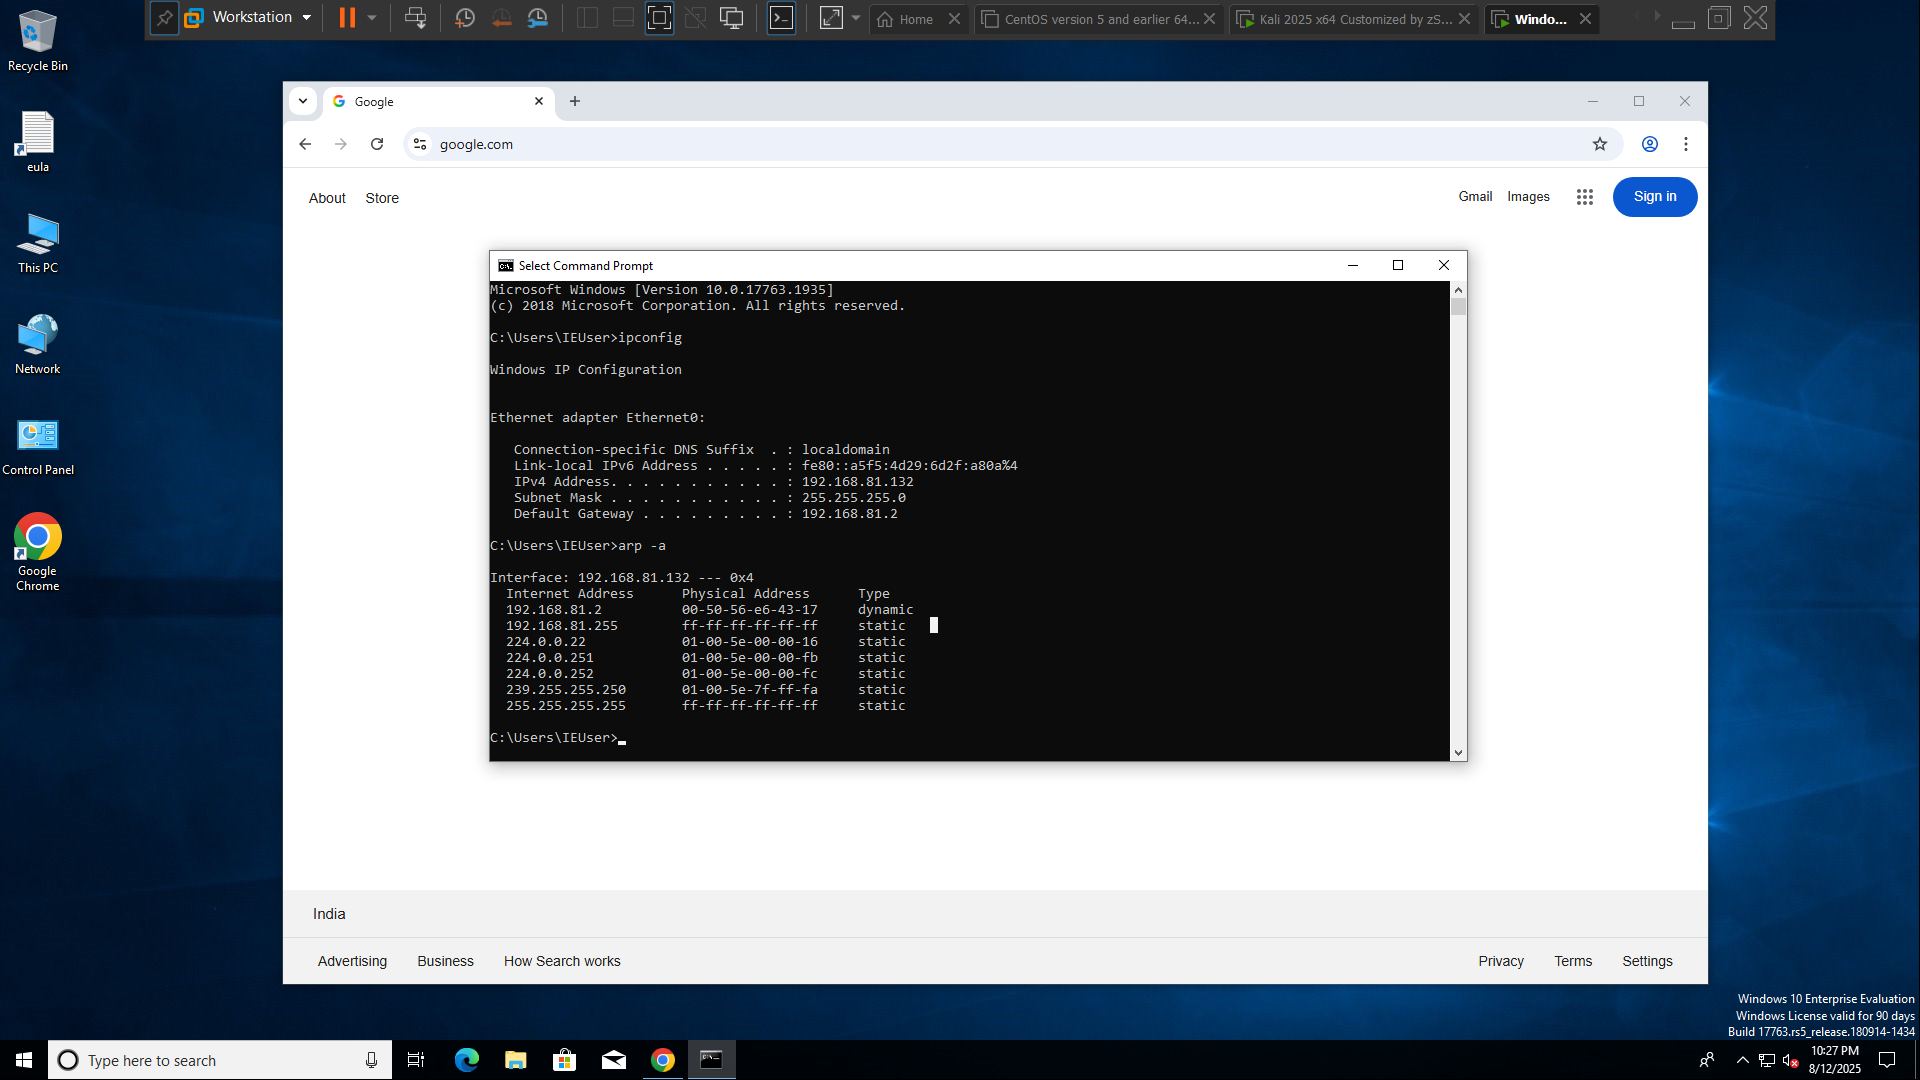 Workstation
Home
CentOS version 5 and earlier 64...
Kali 2025 x64 Customized by zS...
Windo...
Recycle Bin
eula
This PC
Network
Control Panel
Google
Chrome
Google
google.com
About
Store
Gmail
Images
Sign in
Select Command Prompt
Microsoft Windows [Version 10.0.17763.1935]
(c) 2018 Microsoft Corporation. All rights reserved.
C:\Users\IEUser>ipconfig
Windows IP Configuration
Ethernet adapter Ethernet0:
Connection-specific DNS Suffix  . : localdomain
Link-local IPv6 Address . . . . . : fe80::a5f5:4d29:6d2f:a80a%4
IPv4 Address. . . . . . . . . . . : 192.168.81.132
Subnet Mask . . . . . . . . . . . : 255.255.255.0
Default Gateway . . . . . . . . . : 192.168.81.2
C:\Users\IEUser>arp -a
Interface: 192.168.81.132 --- 0x4
Internet Address      Physical Address      Type
192.168.81.2          00-50-56-e6-43-17     dynamic
192.168.81.255        ff-ff-ff-ff-ff-ff     static
224.0.0.22            01-00-5e-00-00-16     static
224.0.0.251           01-00-5e-00-00-fb     static
224.0.0.252           01-00-5e-00-00-fc     static
239.255.255.250       01-00-5e-7f-ff-fa     static
255.255.255.255       ff-ff-ff-ff-ff-ff     static
C:\Users\IEUser>
India
Advertising
Business
How Search works
Privacy
Terms
Settings
Windows 10 Enterprise Evaluation
Windows License valid for 90 days
Build 17763.rs5_release.180914-1434
Type here to search
10:27 PM
8/12/2025